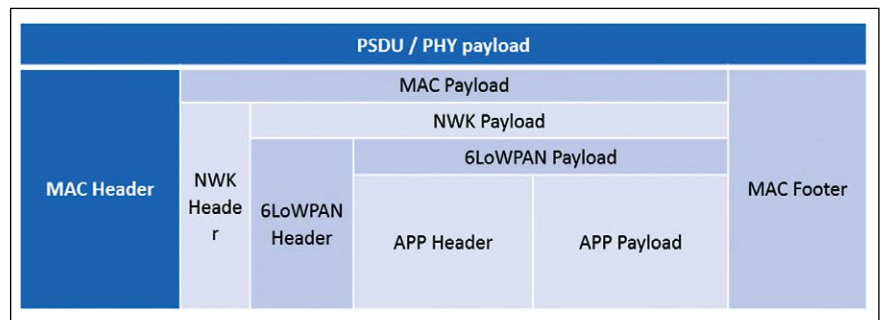 PSDU / PHY payload
MAC Header
MAC Payload
NWK
Heade
r
NWK Payload
6LoWPAN
Header
6LoWPAN Payload
APP Header
APP Payload
MAC Footer